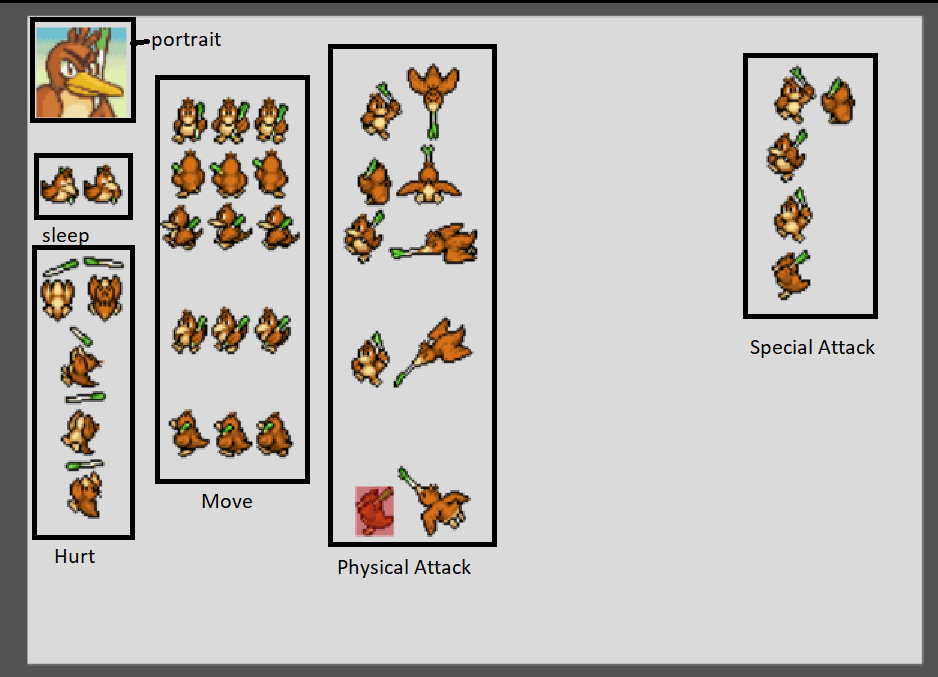 portrait
sleep
Hurt
Move
Physical Attack
Special Attack